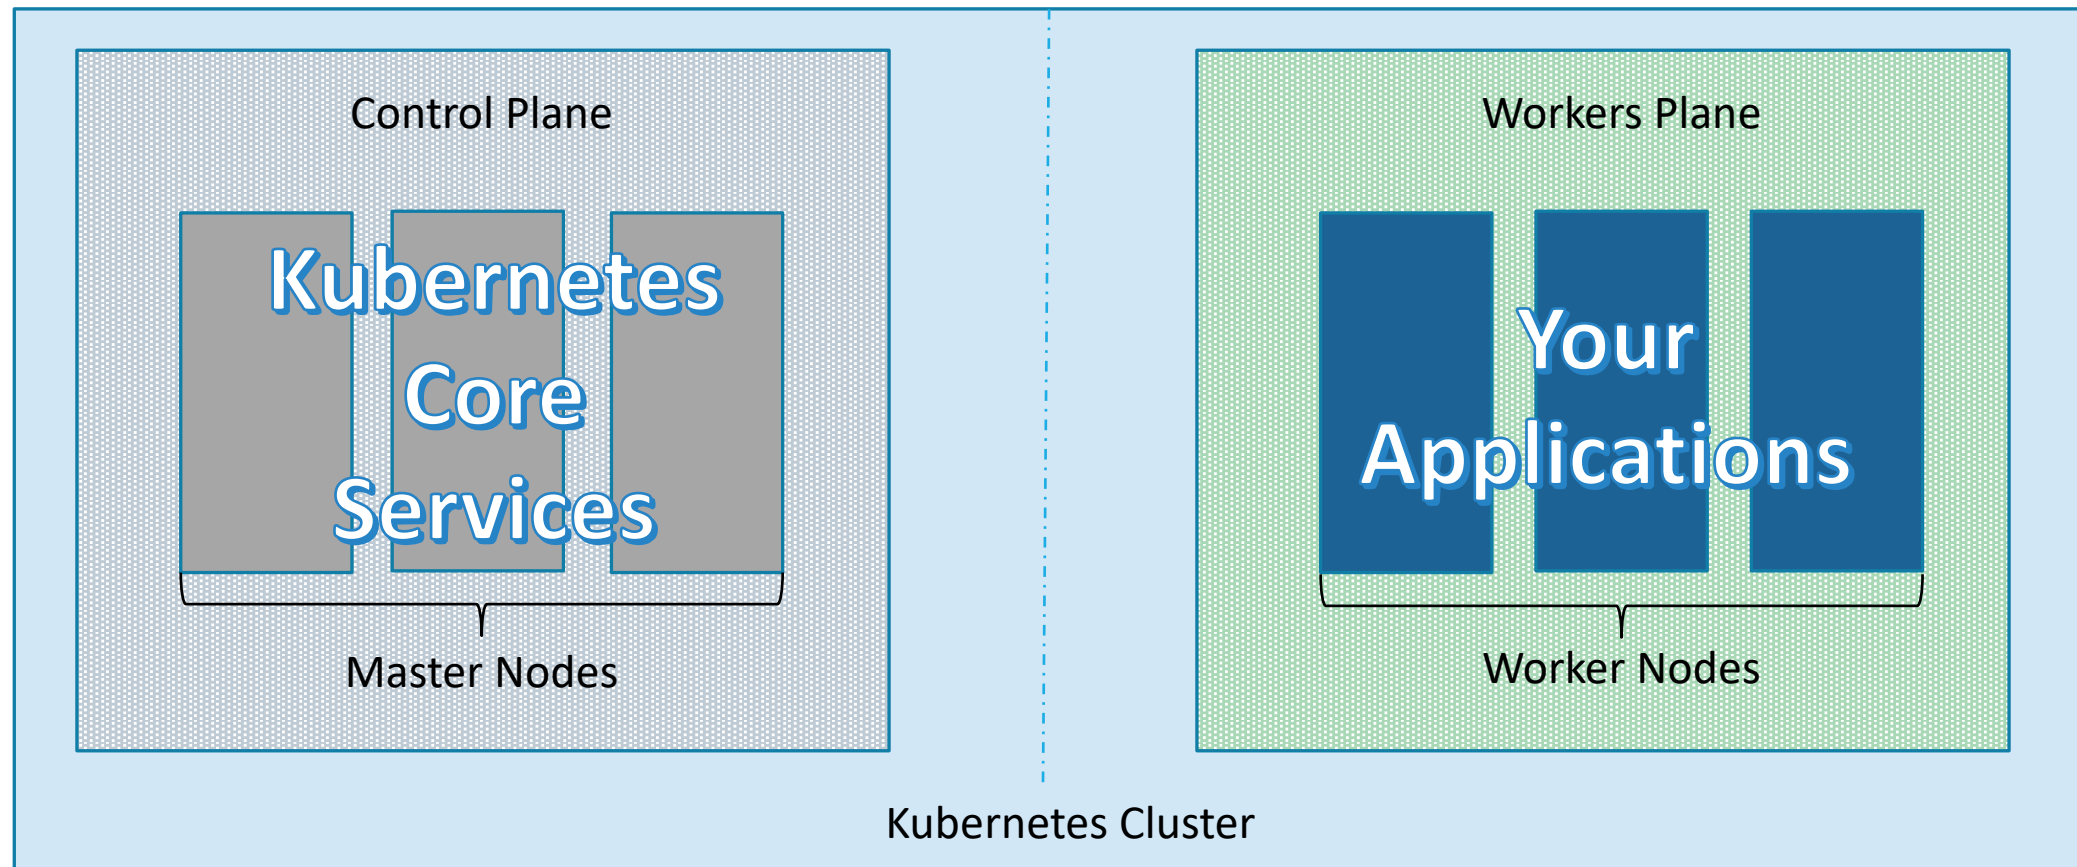 Control Plane
Kubernetes
Core
Services
Master Nodes
Workers Plane
Your
Applications
Worker Nodes
Kubernetes Cluster